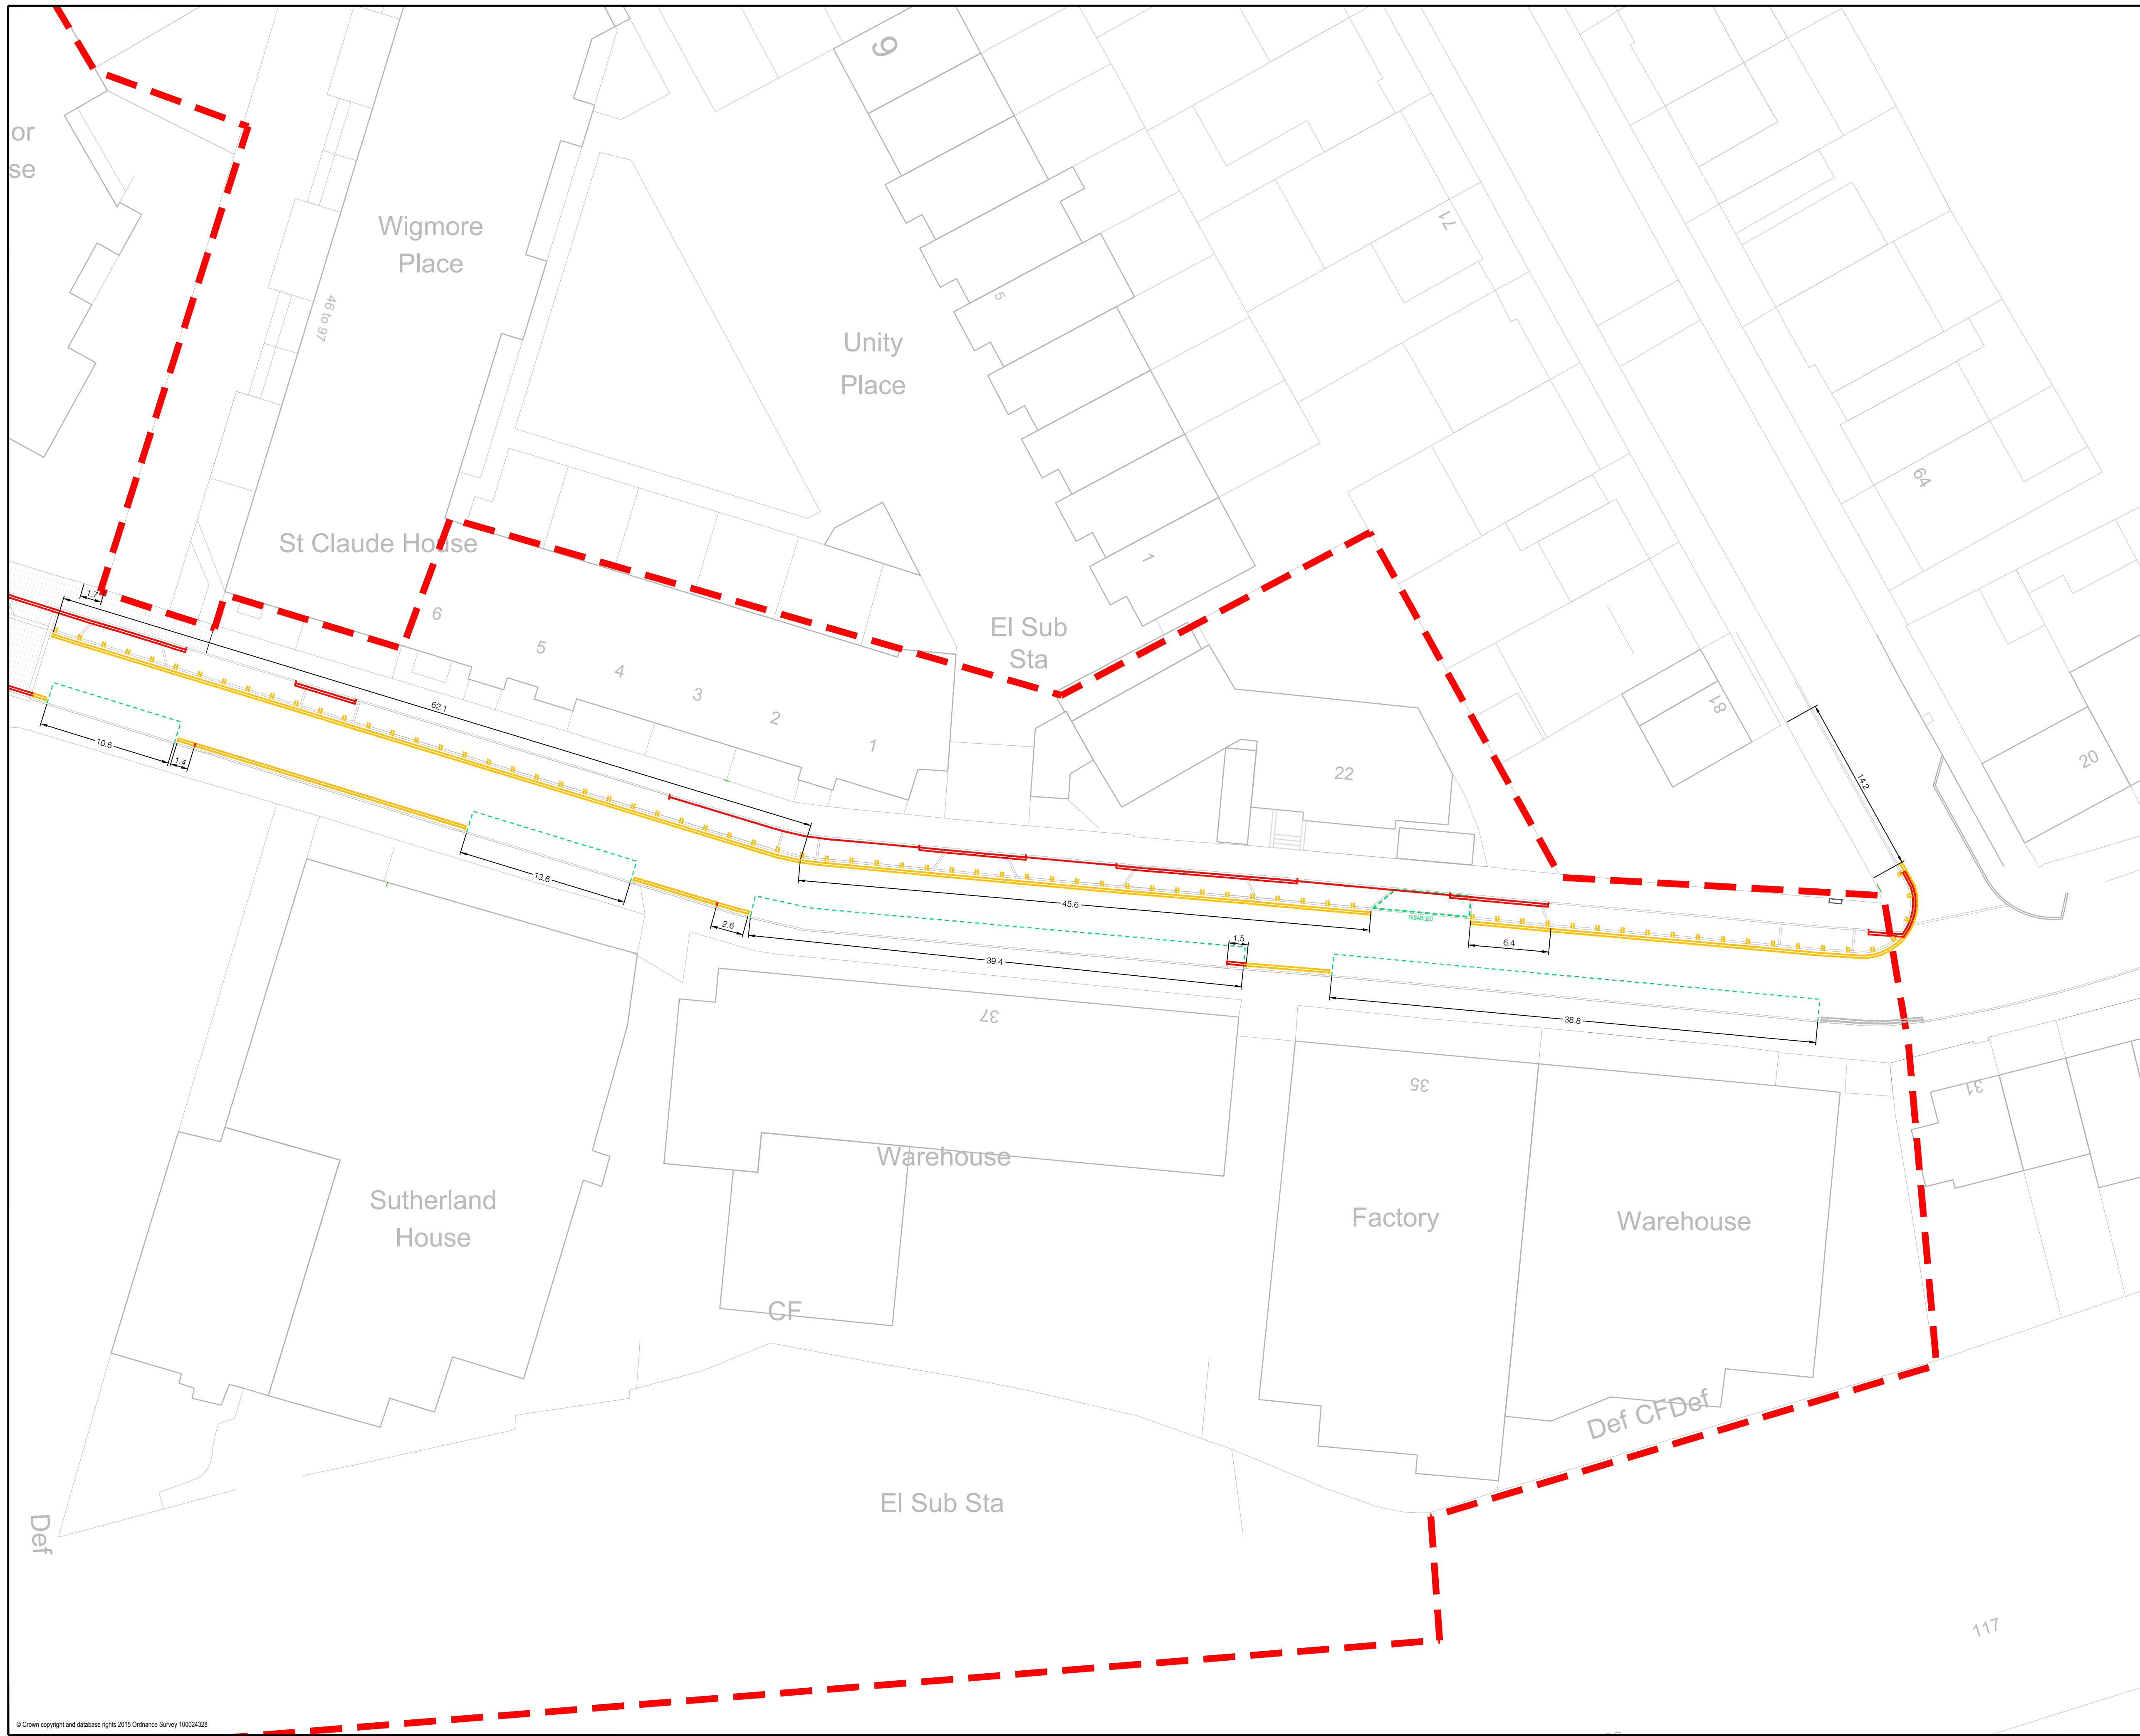 9
or
se
Wigmore
Place
71
46 to 97
5
Unity
Place
64
St Claude House
1
1.7
6
El Sub
Sta
5
4
3
2
1
81
62.1
10.6
1.4
22
20
14.2
13.6
45.6
DISABLED
2.6
1.5
6.4
39.4
37
38.8
35
31
Warehouse
Sutherland
House
Factory
Warehouse
CF
Def CFDef
El Sub Sta
Def
117
© Crown copyright and database rights 2015 Ordnance Survey 100024328